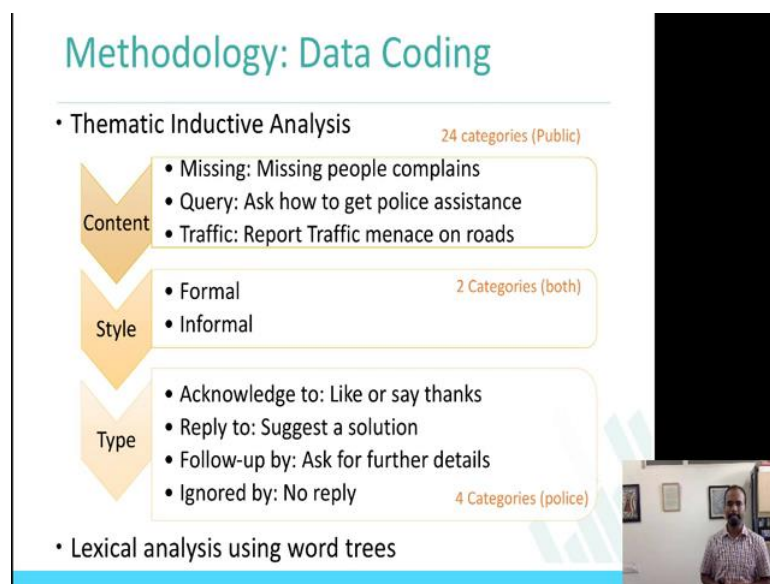 Methodology: Data Coding
• Thematic Inductive Analysis
24 categories (Public)
Content
• Missing: Missing people complains
• Query: Ask how to get police assistance
• Traffic: Report Traffic menace on roads
Style
• Formal
2 Categories (both)
• Informal
Type
• Acknowledge to: Like or say thanks
• Reply to: Suggest a solution
• Follow-up by: Ask for further details
• Ignored by: No reply
4 Categories (police)
• Lexical analysis using word trees